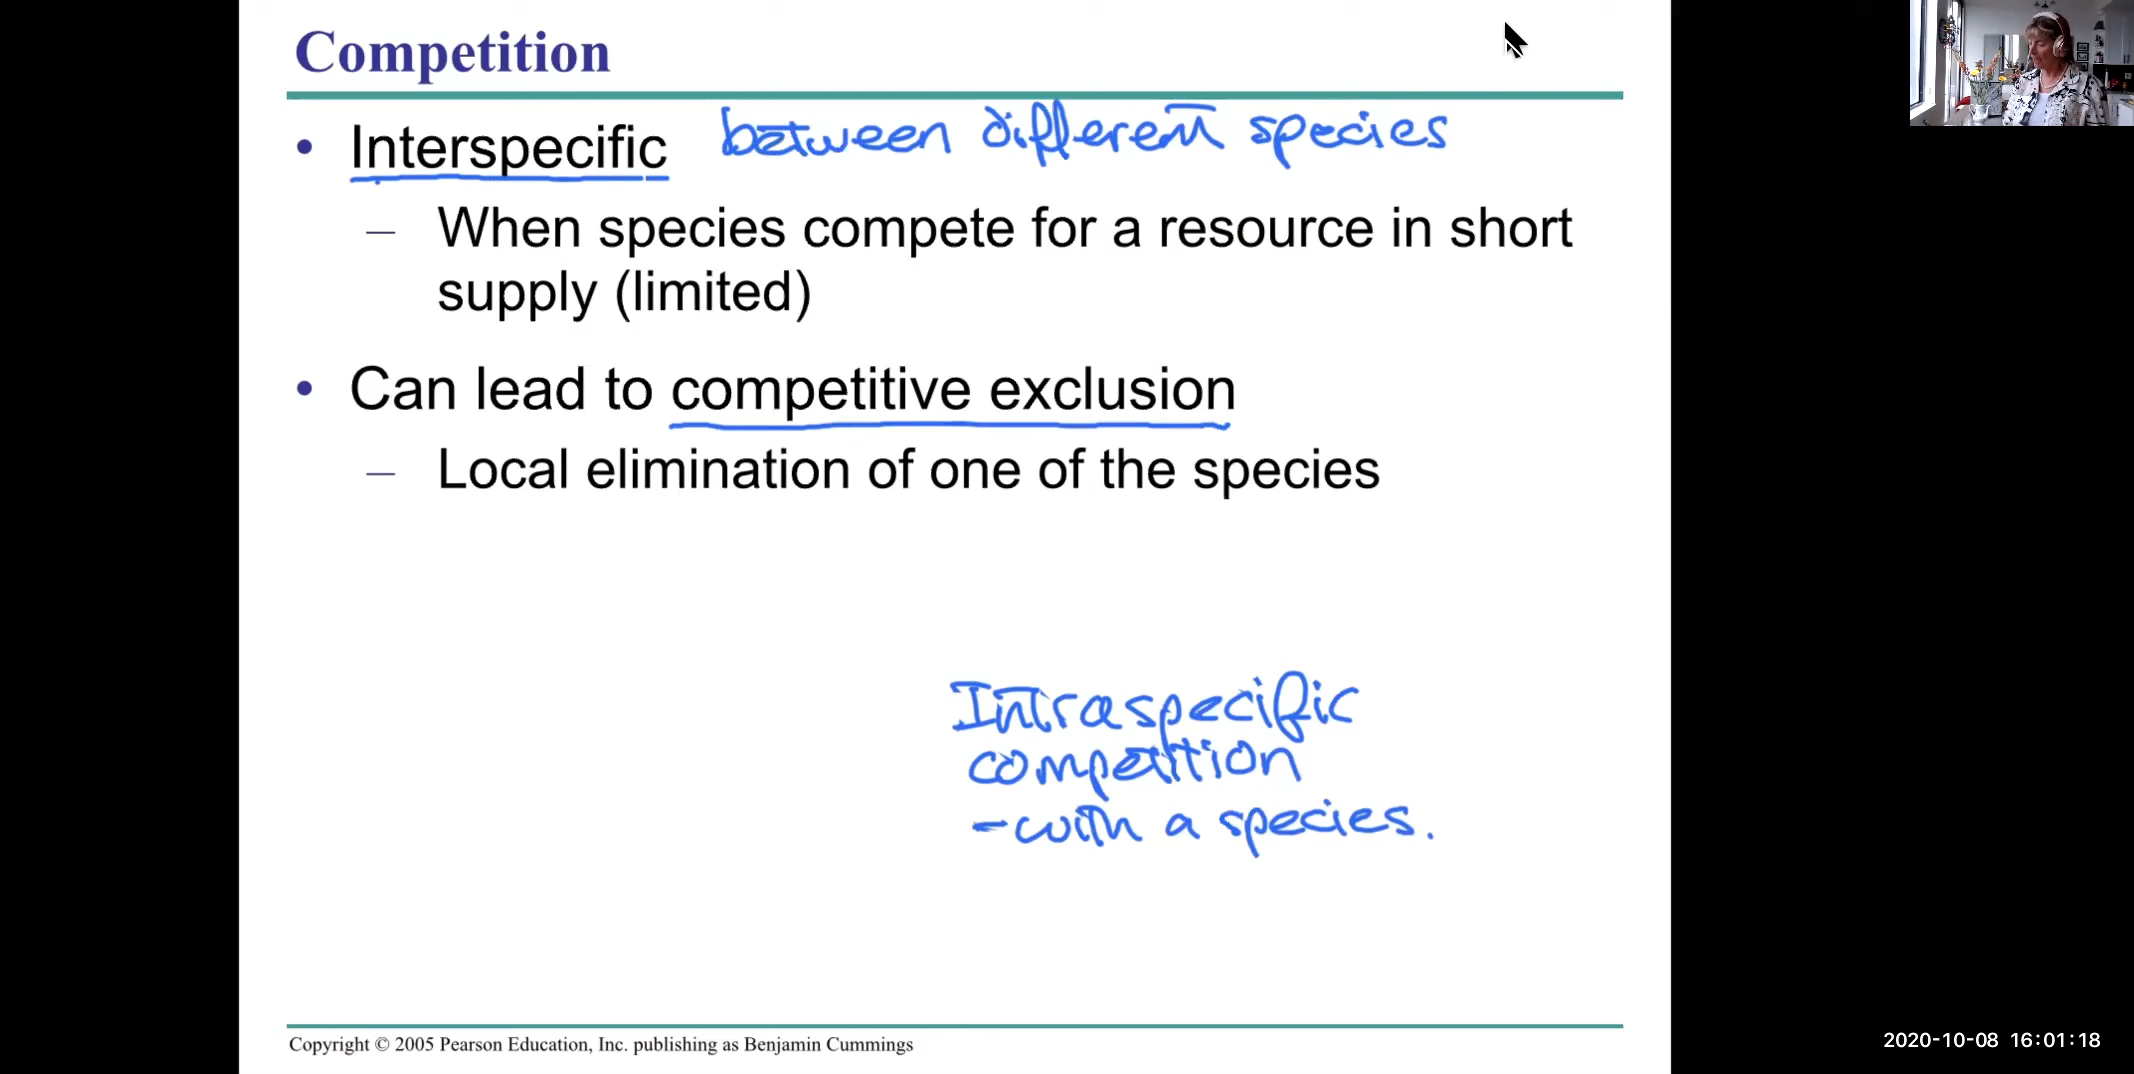 Competition
• Interspecific between different species
– When species compete for a resource in short
supply (limited)
• Can lead to competitive exclusion
– Local elimination of one of the species
Intraspecific
competition
- with a species.
Copyright © 2005 Pearson Education, Inc. publishing as Benjamin Cummings
2020-10-08 16:01:18